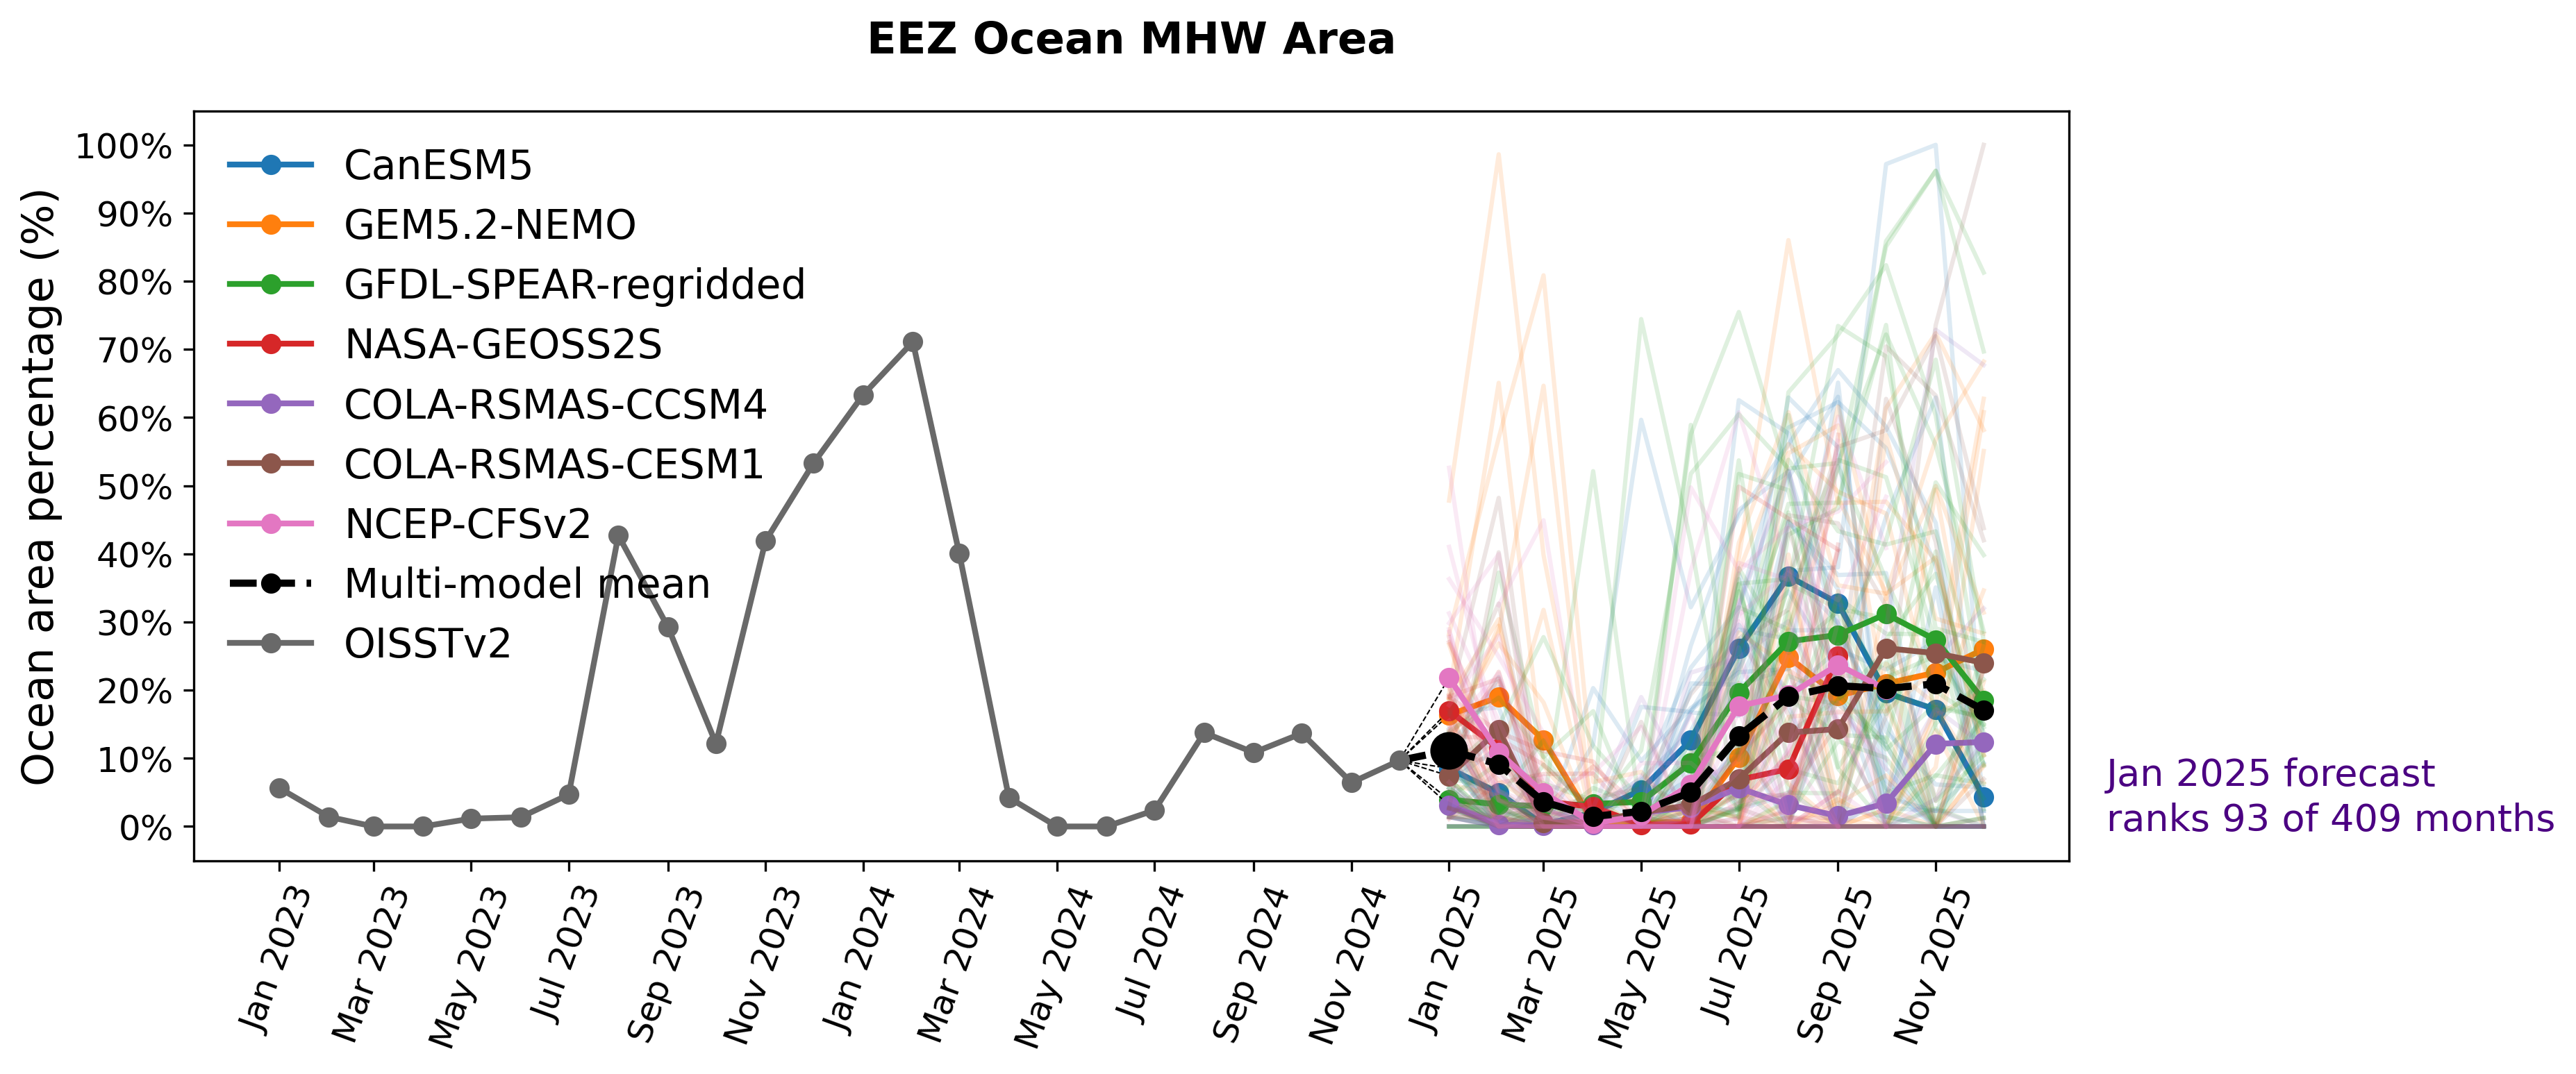 EEZ Ocean MHW Area
Ocean area percentage (%)
100%
90%
80%
70%
60%
50%
40%
30%
20%
10%
0%
CanESM5
GEM5.2-NEMO
GFDL-SPEAR-regridded
NASA-GEOSS2S
COLA-RSMAS-CCSM4
COLA-RSMAS-CESM1
NCEP-CFSv2
Multi-model mean
OISSTv2
Jan 2023
Mar 2023
May 2023
Jul 2023
Sep 2023
Nov 2023
Jan 2024
Mar 2024
May 2024
Jul 2024
Sep 2024
Nov 2024
Jan 2025
Mar 2025
May 2025
Jul 2025
Sep 2025
Nov 2025
Jan 2025 forecast
ranks 93 of 409 months